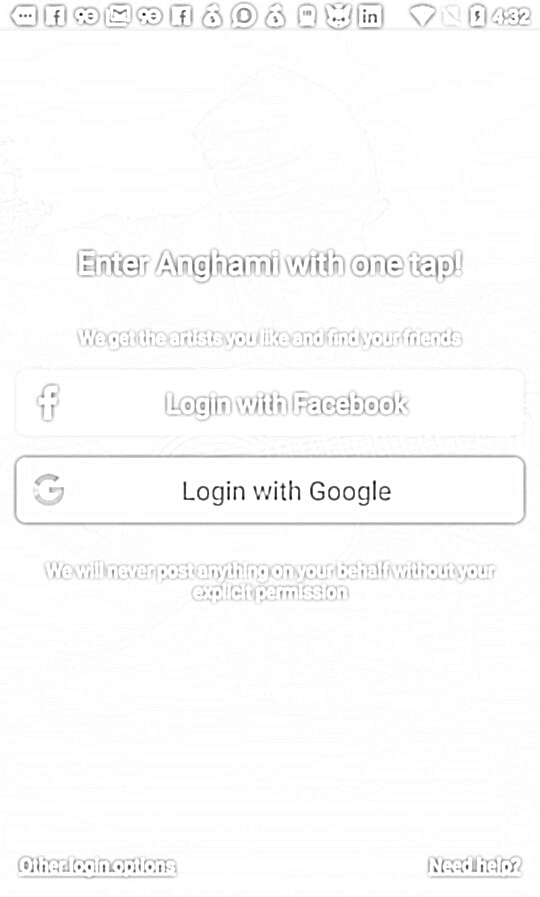 4:32
Enter Anghami with one tap!
We get the artists you like and find your friends
Login with Facebook
Login with Google
We will never post anything on your behalf without your
explicit permission
Other login options
Need help?